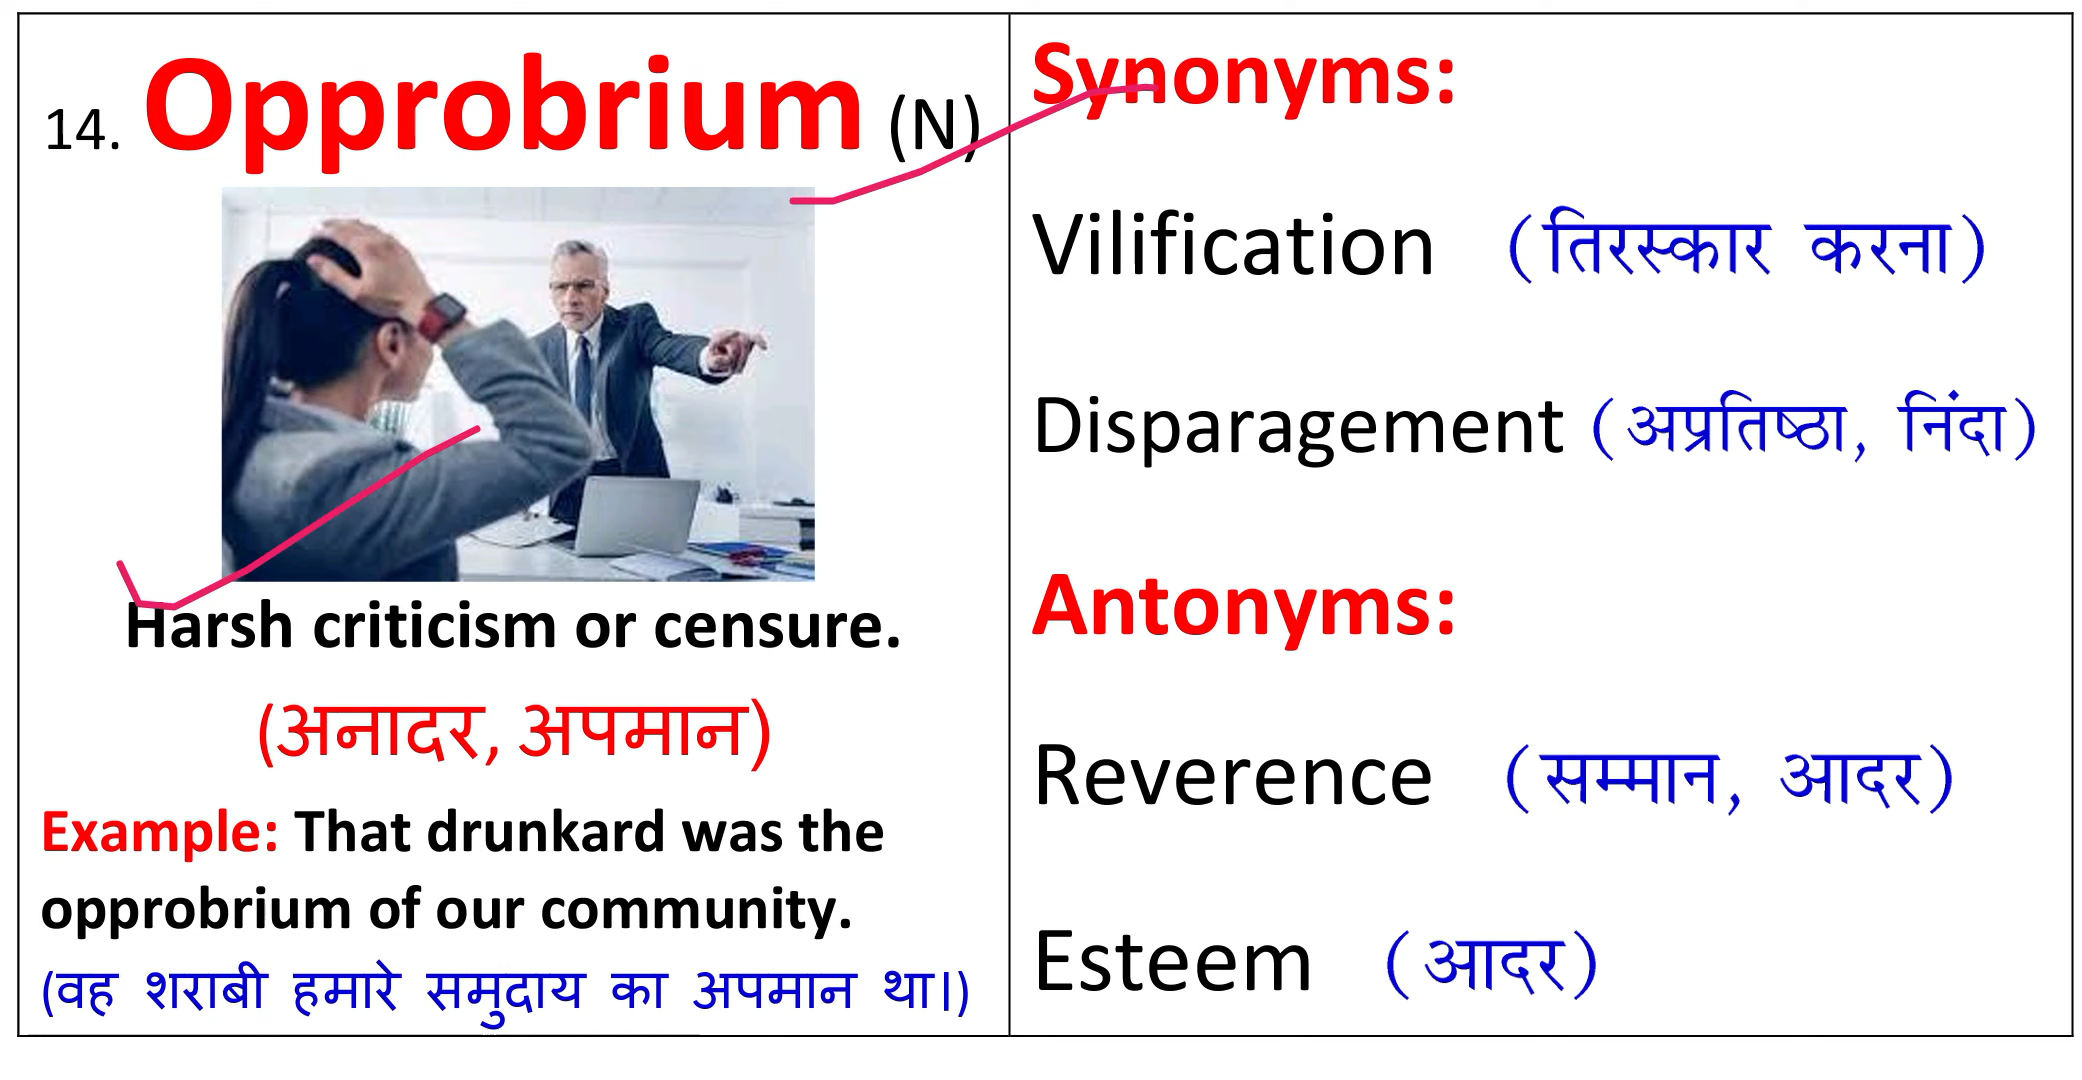 14. Opprobrium (N)
Harsh criticism or censure.
(अनादर, अपमान)
Example: That drunkard was the
opprobrium of our community.
(वह शराबी हमारे समुदाय का अपमान था।)
Synonyms:
Vilification (तिरस्कार करना)
Disparagement (अप्रतिष्ठा, निंदा)
Antonyms:
Reverence (सम्मान, आदर)
Esteem (आदर)